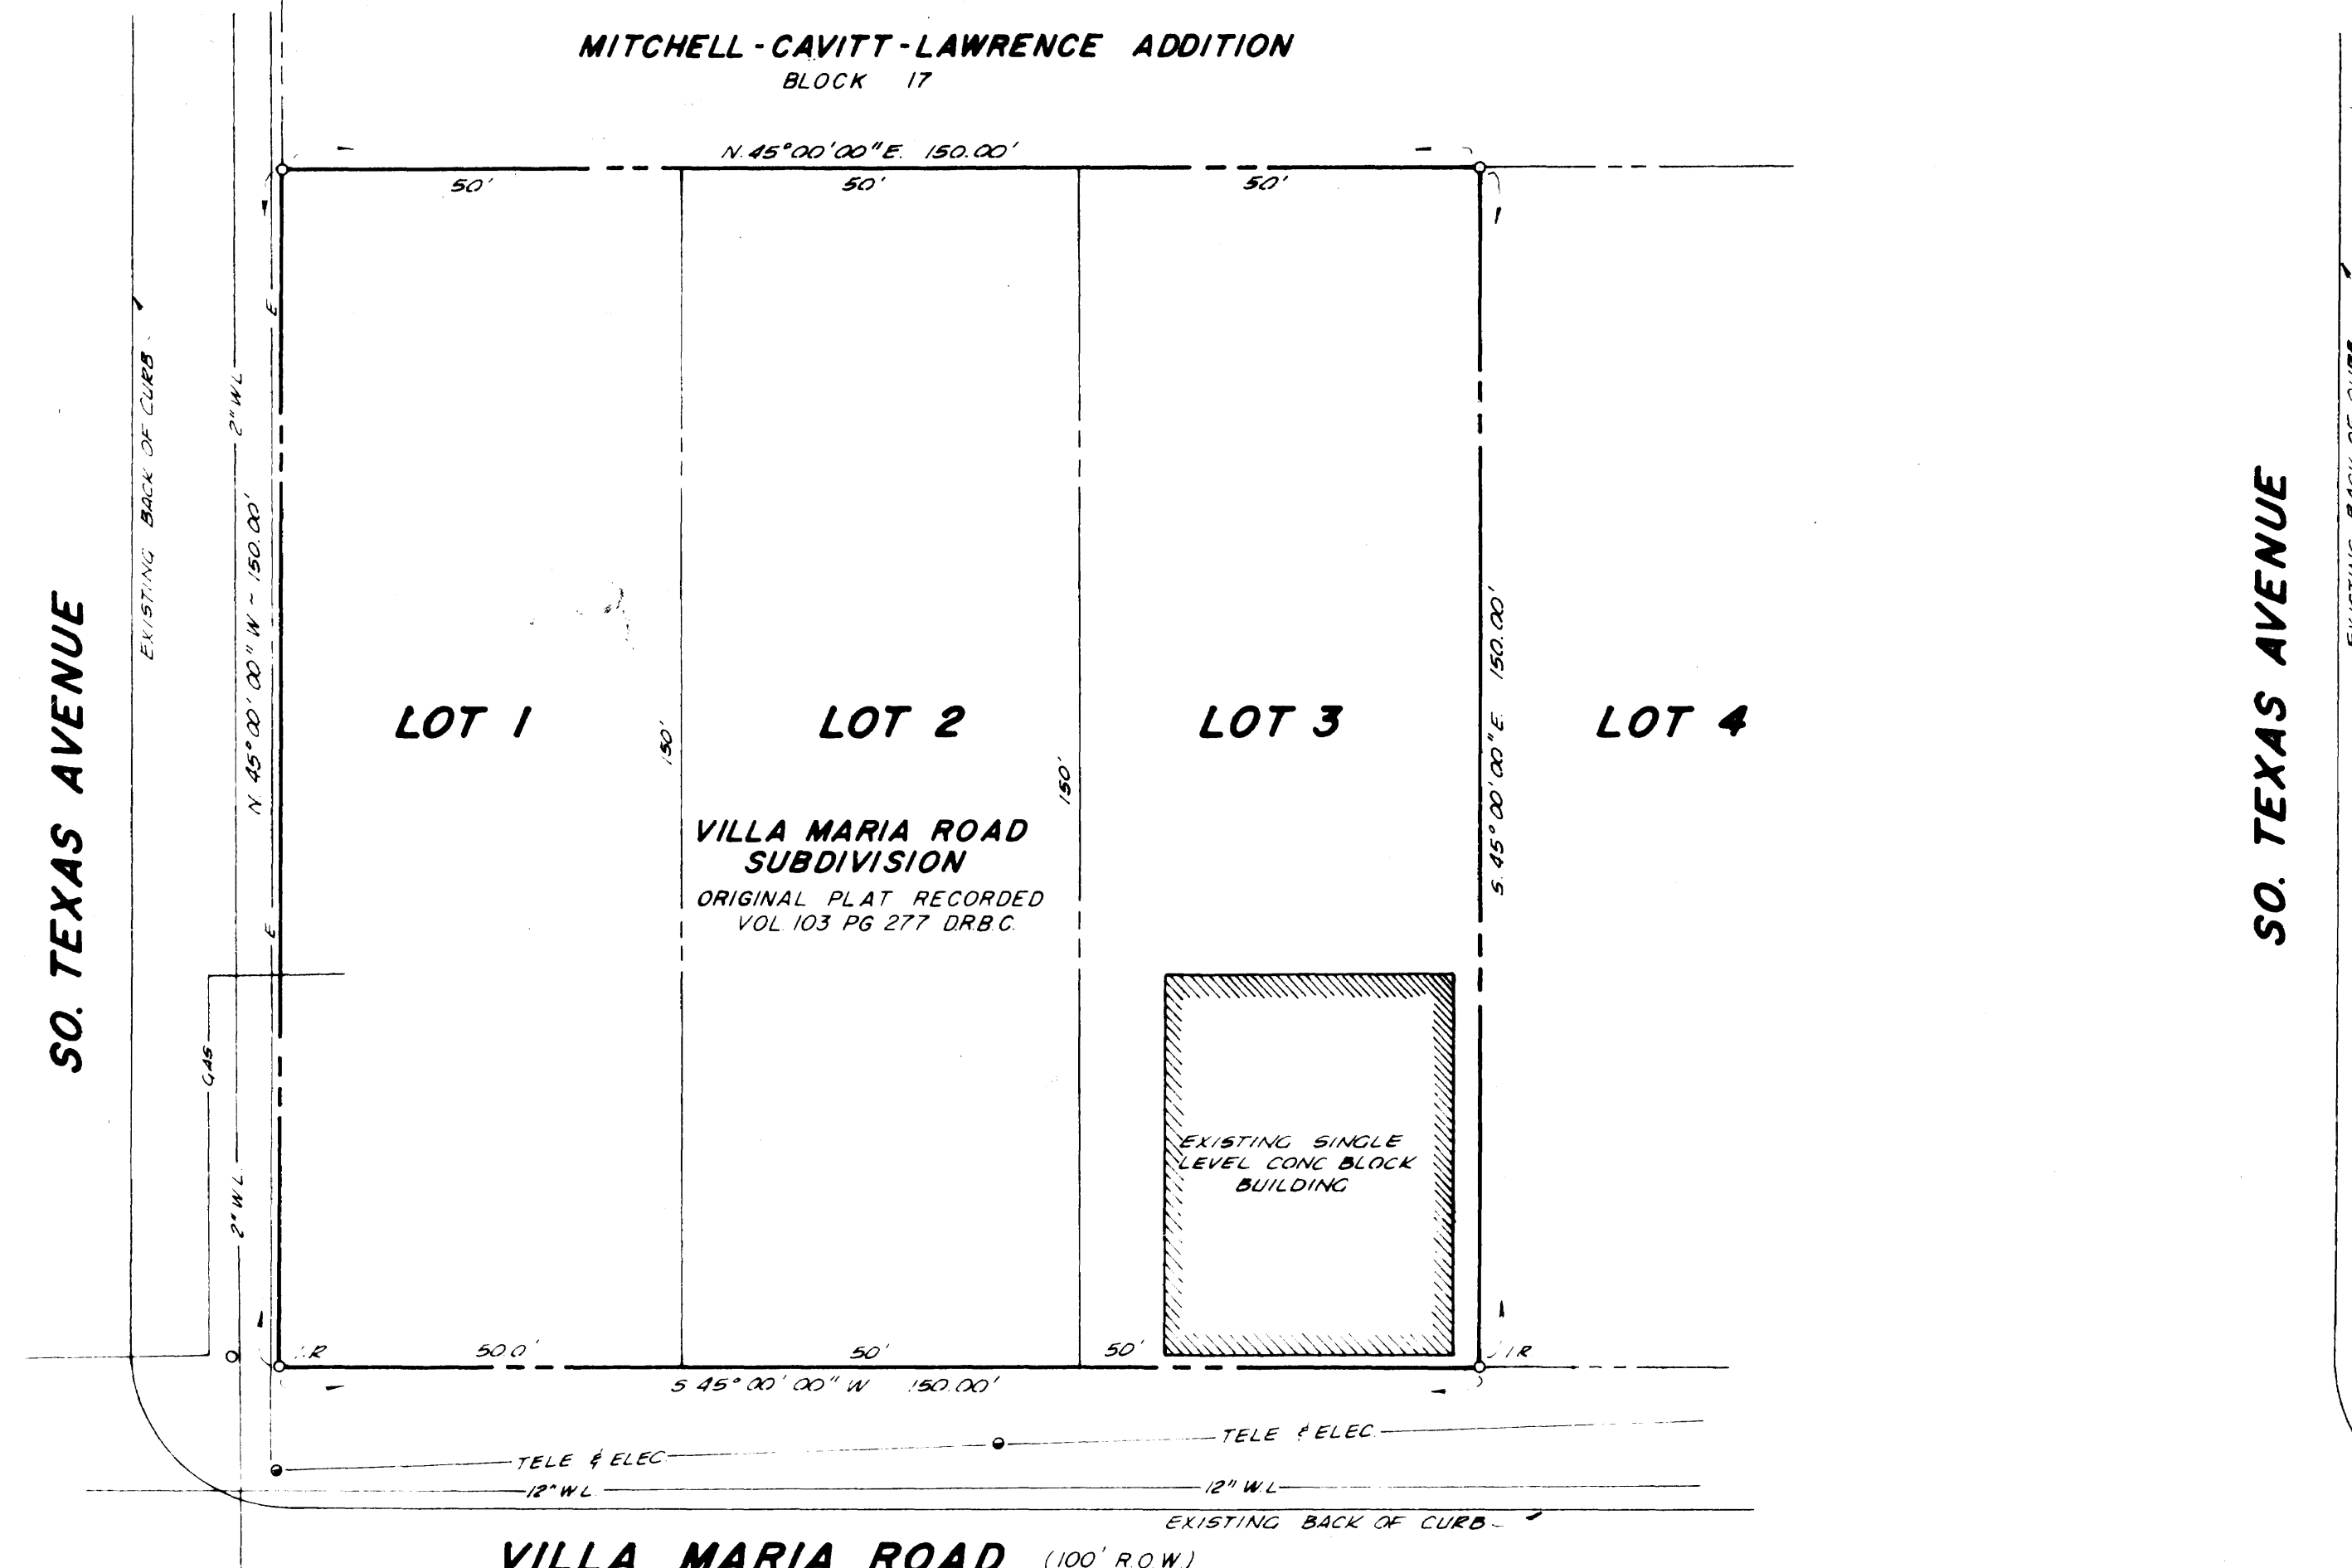 MITCHELL-CAVITT-LAWRENCE ADDITION
BLOCK 17
N. 45°00'00"E. 150.00'
50' 50' 50'
EXISTING BACK OF CURB
2" W L
E
N. 45°00'00" W ~ 150.00'
SO. TEXAS AVENUE
E
GAS
2" W L
LOT 1
150'
LOT 2
150'
LOT 3
S. 45°00'00"E. 150.00'
LOT 4
SO. TEXAS AVENUE
EXISTING BACK OF CURB
VILLA MARIA ROAD
SUBDIVISION
ORIGINAL PLAT RECORDED
VOL. 103 PG 277 D.R.B.C.
EXISTING SINGLE
LEVEL CONC BLOCK
BUILDING
I.R 50.0' 50' 50' I R
S 45°00'00" W 150.00'
TELE & ELEC.
TELE & ELEC
12" W L
12" W.L
EXISTING BACK OF CURB
VILLA MARIA ROAD (100' R.O.W.)